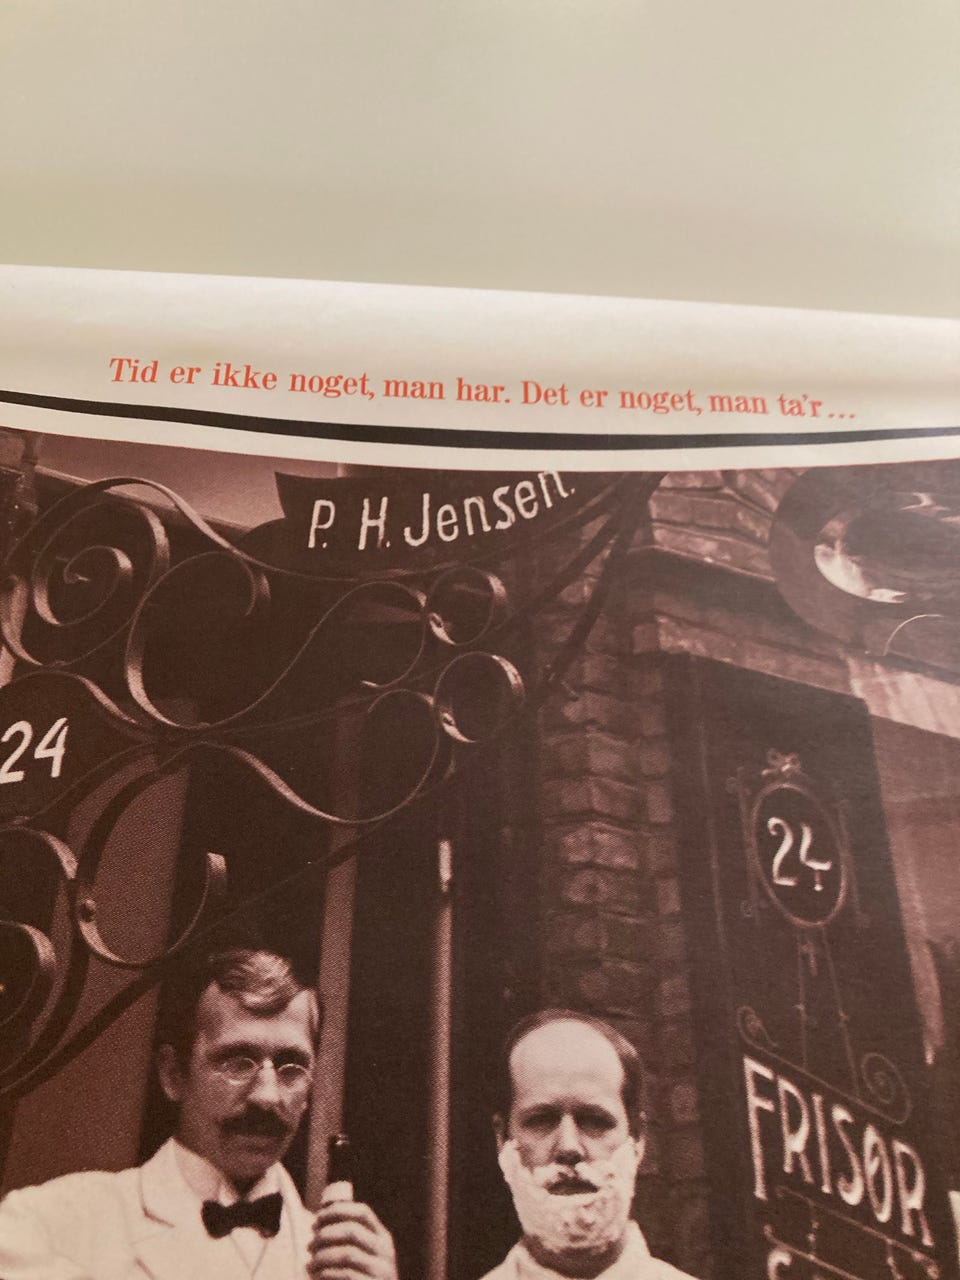 Tid er ikke noget, man har. Det er noget, man ta'r...
P. H. Jensen.
24
24
FRISØR